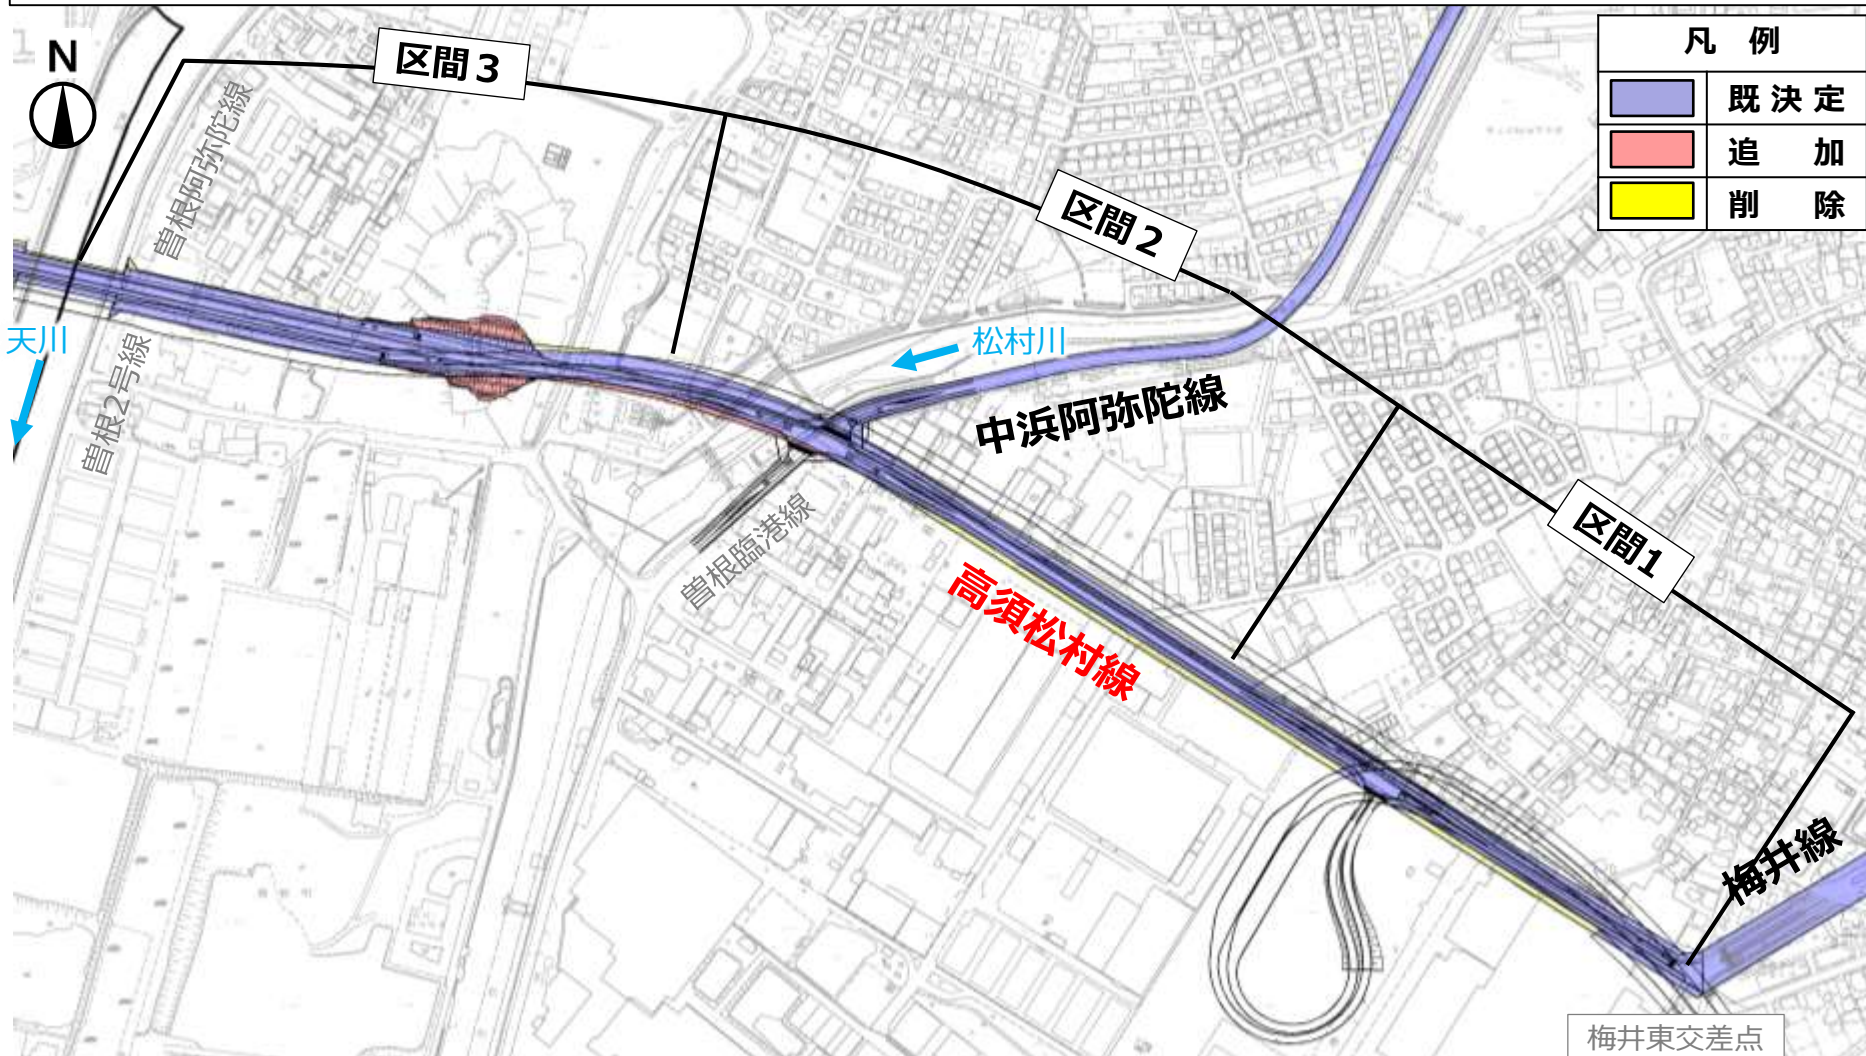 N
区間3
凡 例
既決定
追 加
削 除
曽根阿弥陀線
区間2
天川
松村川
曽根2号線
中浜阿弥陀線
曽根臨港線
区間1
高須松村線
梅井線
梅井東交差点